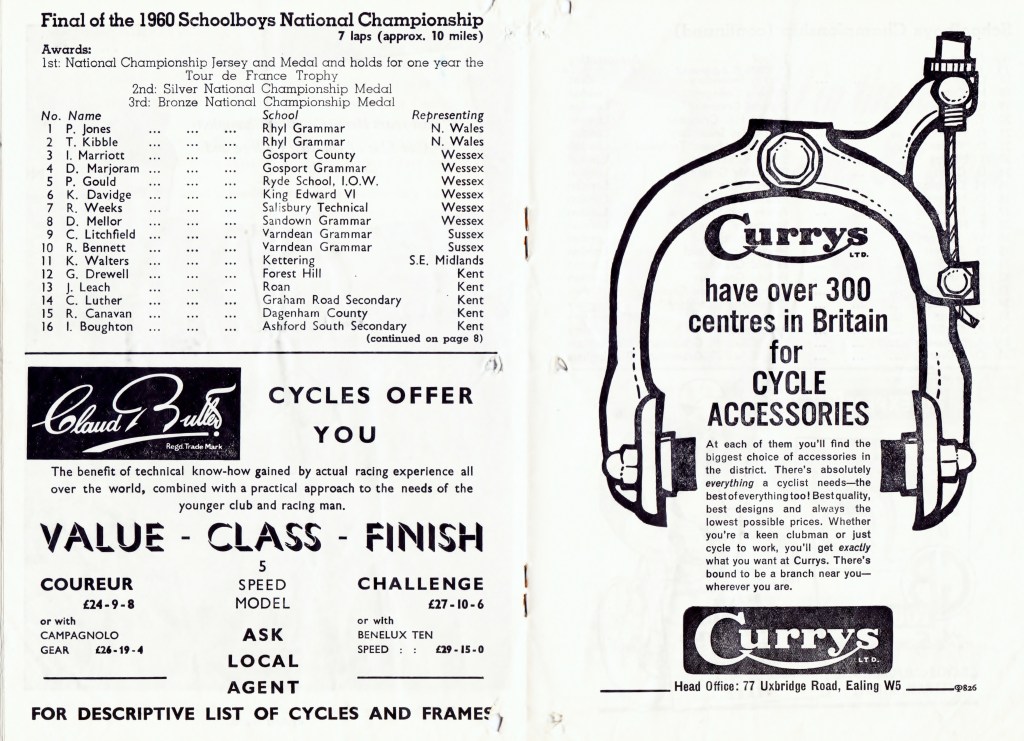 Final of the 1960 Schoolboys National Championship
7 laps (approx. 10 miles)
Awards:
1st: National Championship Jersey and Medal and holds for one year the
Tour de France Trophy
2nd: Silver National Championship Medal
3rd: Bronze National Championship Medal
No. Name School Representing
1 P. Jones ... ... ... Rhyl Grammar N. Wales
2 T. Kibble ... ... ... Rhyl Grammar N. Wales
3 I. Marriott ... ... ... Gosport County Wessex
4 D. Marjoram ... ... ... Gosport Grammar Wessex
5 P. Gould ... ... ... Ryde School, I.O.W. Wessex
6 K. Davidge ... ... ... King Edward VI Wessex
7 R. Weeks ... ... ... Salisbury Technical Wessex
8 D. Mellor ... ... ... Sandown Grammar Wessex
9 C. Litchfield ... ... ... Varndean Grammar Sussex
10 R. Bennett ... ... ... Varndean Grammar Sussex
11 K. Walters ... ... ... Kettering S.E. Midlands
12 G. Drewell ... ... ... Forest Hill Kent
13 J. Leach ... ... ... Roan Kent
14 C. Luther ... ... ... Graham Road Secondary Kent
15 R. Canavan ... ... ... Dagenham County Kent
16 I. Boughton ... ... ... Ashford South Secondary Kent
(continued on page 8)
Claud Butler
Regd. Trade Mark
CYCLES OFFER
YOU
The benefit of technical know-how gained by actual racing experience all
over the world, combined with a practical approach to the needs of the
younger club and racing man.
VALUE - CLASS - FINISH
COUREUR
£24-9-8
or with
CAMPAGNOLO
GEAR £26-19-4
5
SPEED
MODEL
ASK
LOCAL
AGENT
CHALLENGE
£27-10-6
or with
BENELUX TEN
SPEED : : £29-15-0
FOR DESCRIPTIVE LIST OF CYCLES AND FRAMES
Currys
LTD.
have over 300
centres in Britain
for
CYCLE
ACCESSORIES
At each of them you'll find the
biggest choice of accessories in
the district. There's absolutely
everything a cyclist needs—the
best of everything too! Best quality,
best designs and always the
lowest possible prices. Whether
you're a keen clubman or just
cycle to work, you'll get exactly
what you want at Currys. There's
bound to be a branch near you—
wherever you are.
Currys
LTD.
Head Office: 77 Uxbridge Road, Ealing W5
826